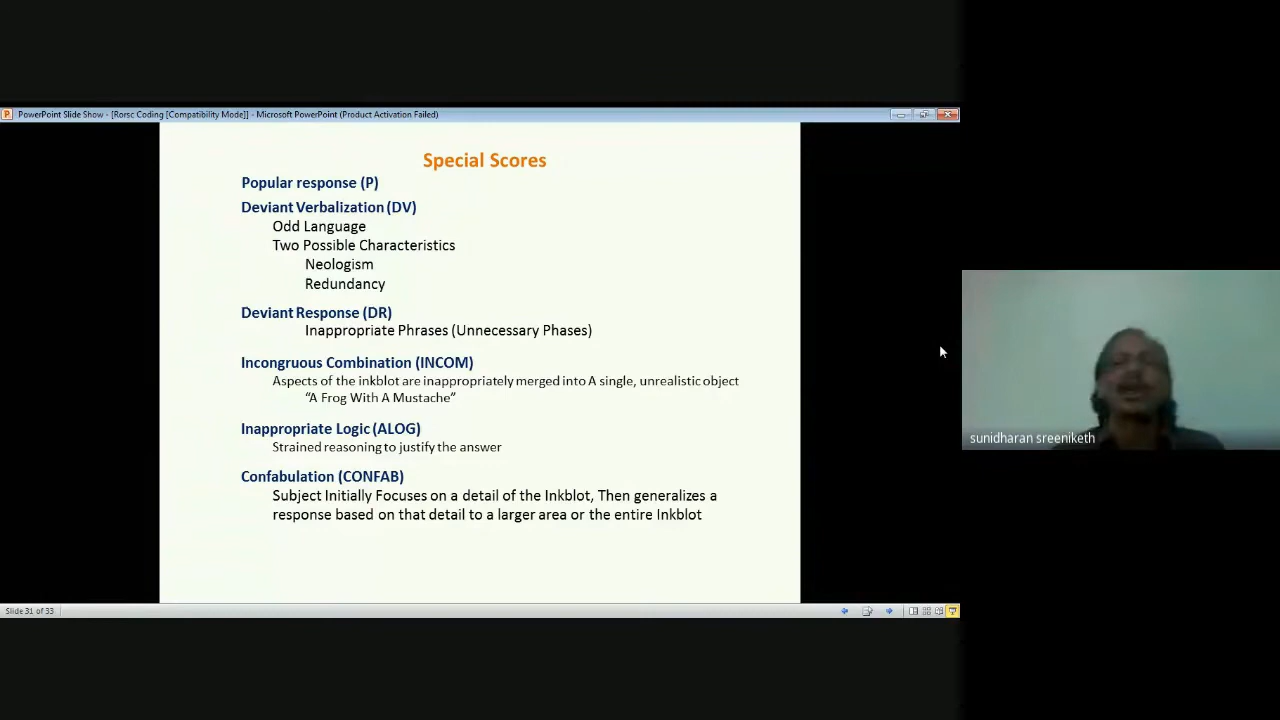 PowerPoint Slide Show - [Rorsc Coding [Compatibility Mode]] - Microsoft PowerPoint (Product Activation Failed)
Special Scores
Popular response (P)
Deviant Verbalization (DV)
Odd Language
Two Possible Characteristics
Neologism
Redundancy
Deviant Response (DR)
Inappropriate Phrases (Unnecessary Phases)
Incongruous Combination (INCOM)
Aspects of the inkblot are inappropriately merged into A single, unrealistic object
“A Frog With A Mustache”
Inappropriate Logic (ALOG)
Strained reasoning to justify the answer
Confabulation (CONFAB)
Subject Initially Focuses on a detail of the Inkblot, Then generalizes a
response based on that detail to a larger area or the entire Inkblot
Slide 31 of 33
sunidharan sreeniketh